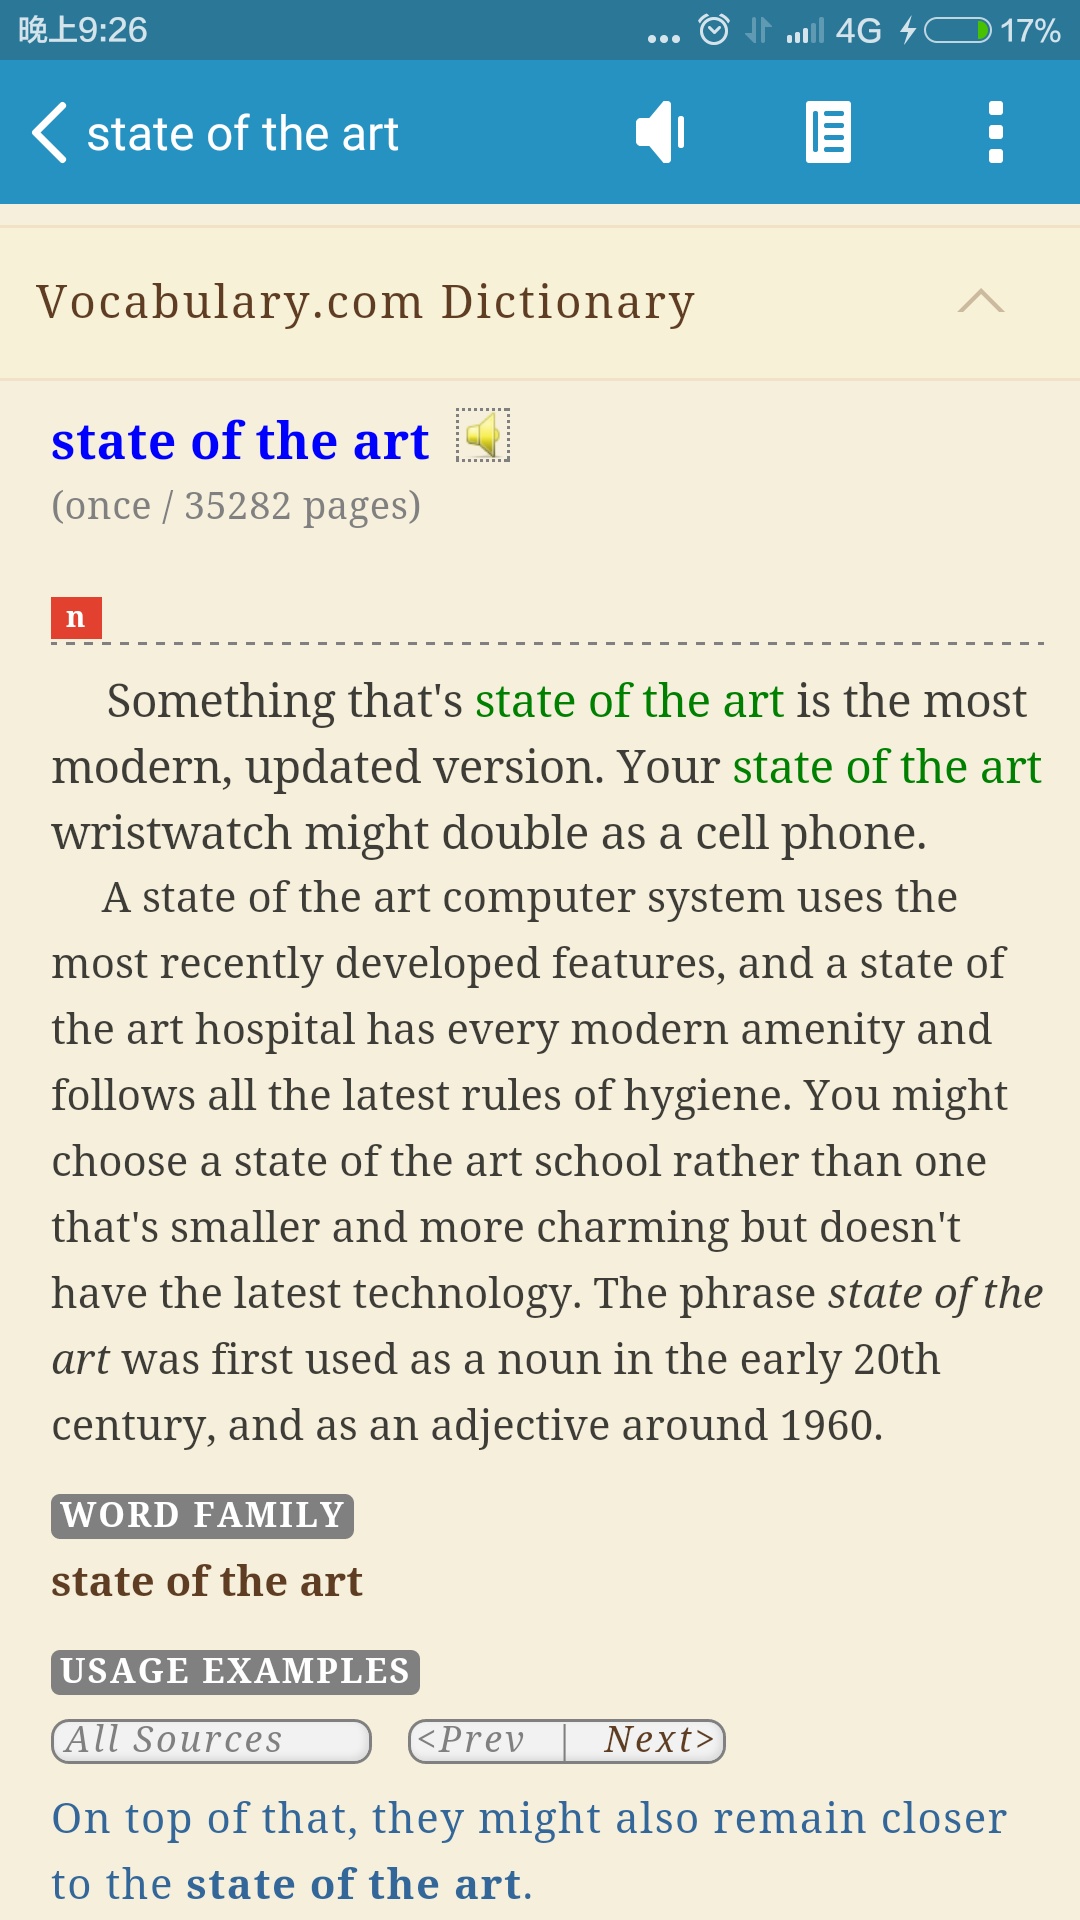 晚上9:26
... 4G 17%
state of the art
Vocabulary.com Dictionary
state of the art
(once / 35282 pages)
n
Something that's state of the art is the most
modern, updated version. Your state of the art
wristwatch might double as a cell phone.
A state of the art computer system uses the
most recently developed features, and a state of
the art hospital has every modern amenity and
follows all the latest rules of hygiene. You might
choose a state of the art school rather than one
that's smaller and more charming but doesn't
have the latest technology. The phrase state of the
art was first used as a noun in the early 20th
century, and as an adjective around 1960.
WORD FAMILY
state of the art
USAGE EXAMPLES
All Sources <Prev | Next>
On top of that, they might also remain closer
to the state of the art.